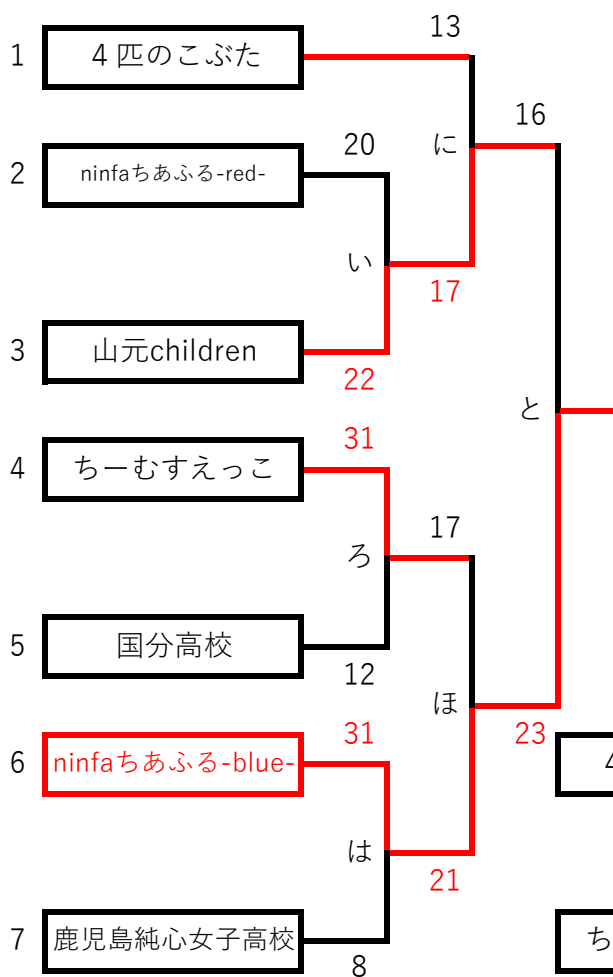 13
1 4匹のこぶた
16
20 に
2 ninfaちあふる-red-
い
17
3 山元children
22
と
31
4 ちーむすえっこ
17
ろ
5 国分高校
12
ほ
31 23
6 ninfaちあふる-blue- 4
は
21
7 鹿児島純心女子高校 ち
8